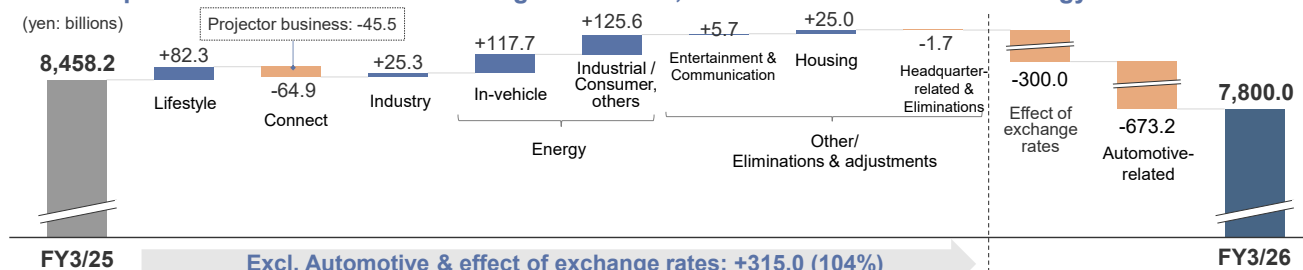 (yen: billions)
Projector business: -45.5
8,458.2
+82.3
Lifestyle
-64.9
Connect
+25.3
Industry
+117.7
In-vehicle
+125.6
Industrial /
Consumer,
others
Energy
+5.7
Entertainment &
Communication
+25.0
Housing
-1.7
Headquarter-
related &
Eliminations
Other/
Eliminations & adjustments
-300.0
Effect of
exchange
rates
-673.2
Automotive-
related
7,800.0
FY3/25
Excl. Automotive & effect of exchange rates: +315.0 (104%)
FY3/26